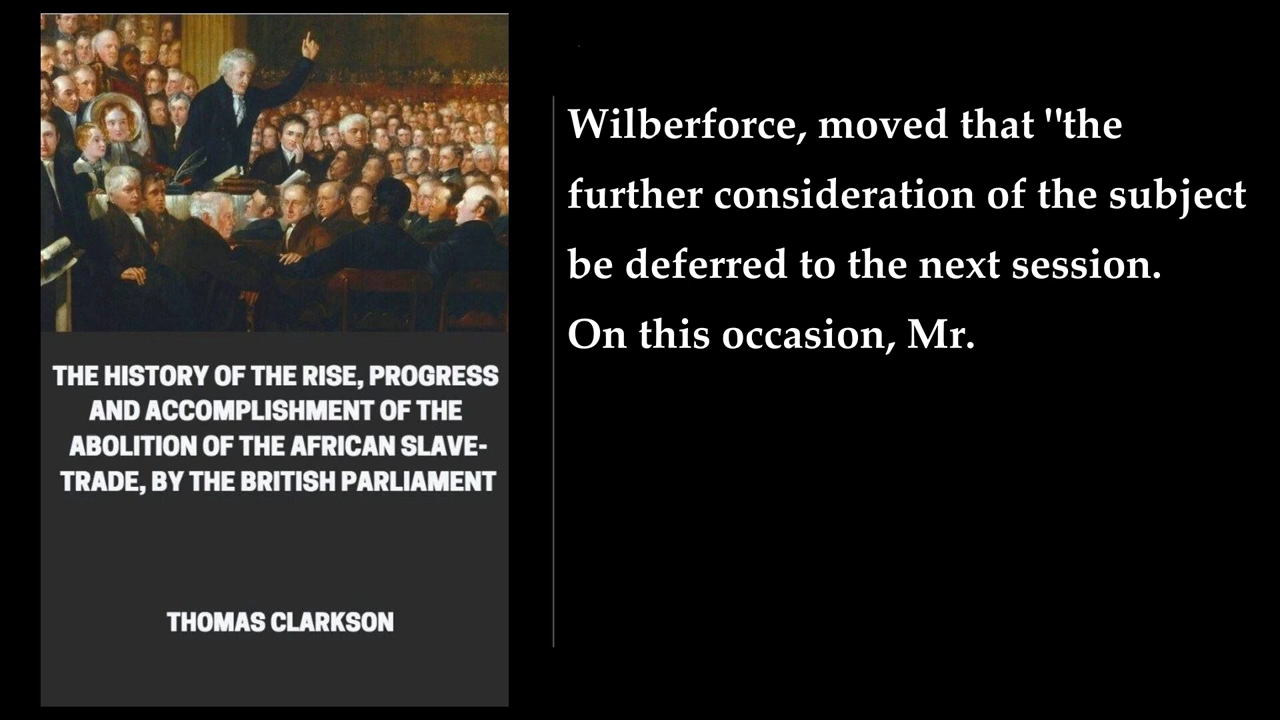 THE HISTORY OF THE RISE, PROGRESS
AND ACCOMPLISHMENT OF THE
ABOLITION OF THE AFRICAN SLAVE-
TRADE, BY THE BRITISH PARLIAMENT
THOMAS CLARKSON
Wilberforce, moved that "the
further consideration of the subject
be deferred to the next session.
On this occasion, Mr.